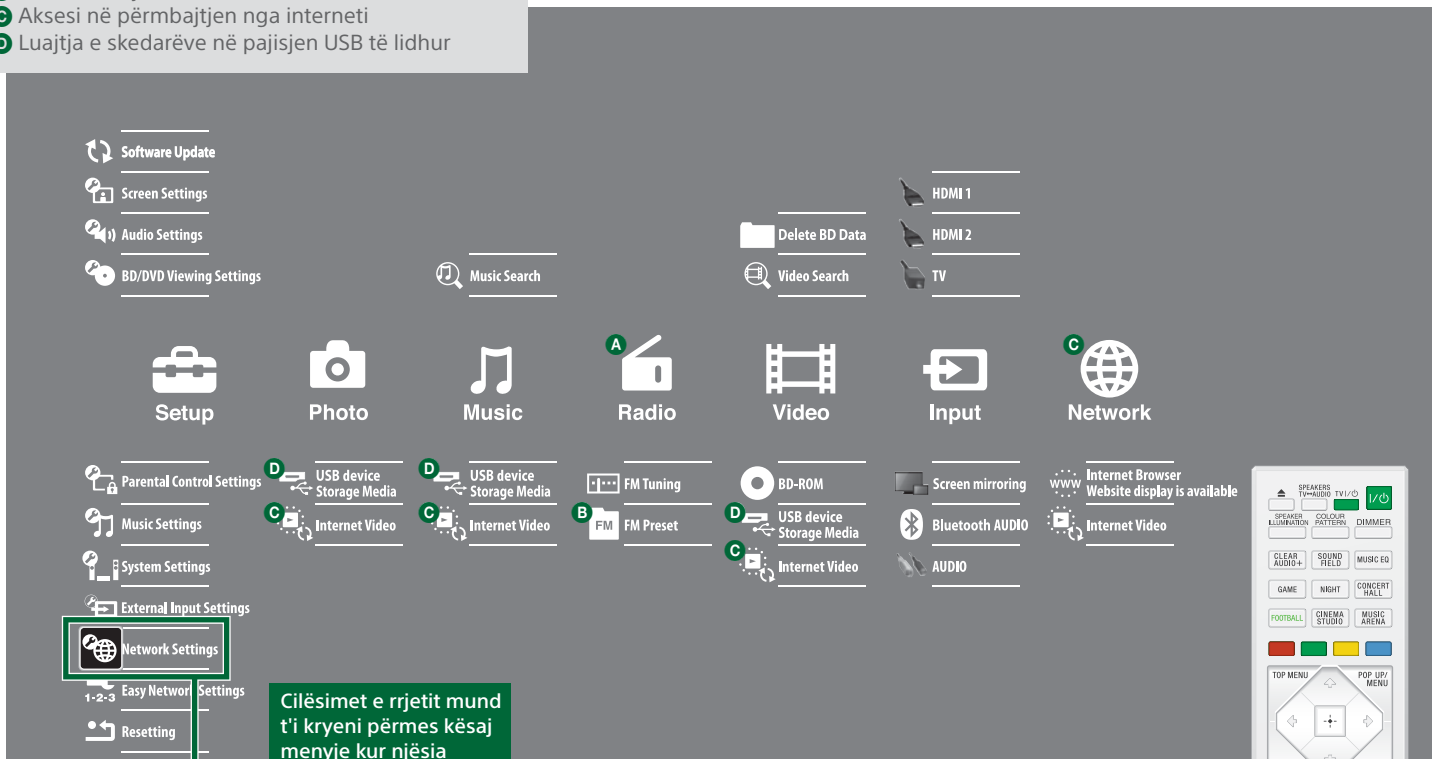 C Aksesi në përmbajtjen nga interneti
D Luajtja e skedarëve në pajisjen USB të lidhur
Software Update
Screen Settings
Audio Settings
BD/DVD Viewing Settings
Music Search
Delete BD Data
Video Search
HDMI 1
HDMI 2
TV
Setup
Photo
Music
A
Radio
Video
Input
C
Network
Parental Control Settings
Music Settings
System Settings
External Input Settings
Network Settings
1-2-3 Easy Network Settings
Resetting
D USB device
Storage Media
C Internet Video
D USB device
Storage Media
C Internet Video
FM Tuning
B FM FM Preset
BD-ROM
D USB device
Storage Media
C Internet Video
Screen mirroring
Bluetooth AUDIO
AUDIO
www Internet Browser
Website display is available
Internet Video
Cilësimet e rrjetit mund
t'i kryeni përmes kësaj
menyje kur njësia
SPEAKERS
TV↔AUDIO TV I/⏻ I/⏻
SPEAKER
ILLUMINATION
COLOUR
PATTERN
DIMMER
CLEAR
AUDIO+
SOUND
FIELD
MUSIC EQ
GAME
NIGHT
CONCERT
HALL
FOOTBALL
CINEMA
STUDIO
MUSIC
ARENA
TOP MENU
POP UP/
MENU